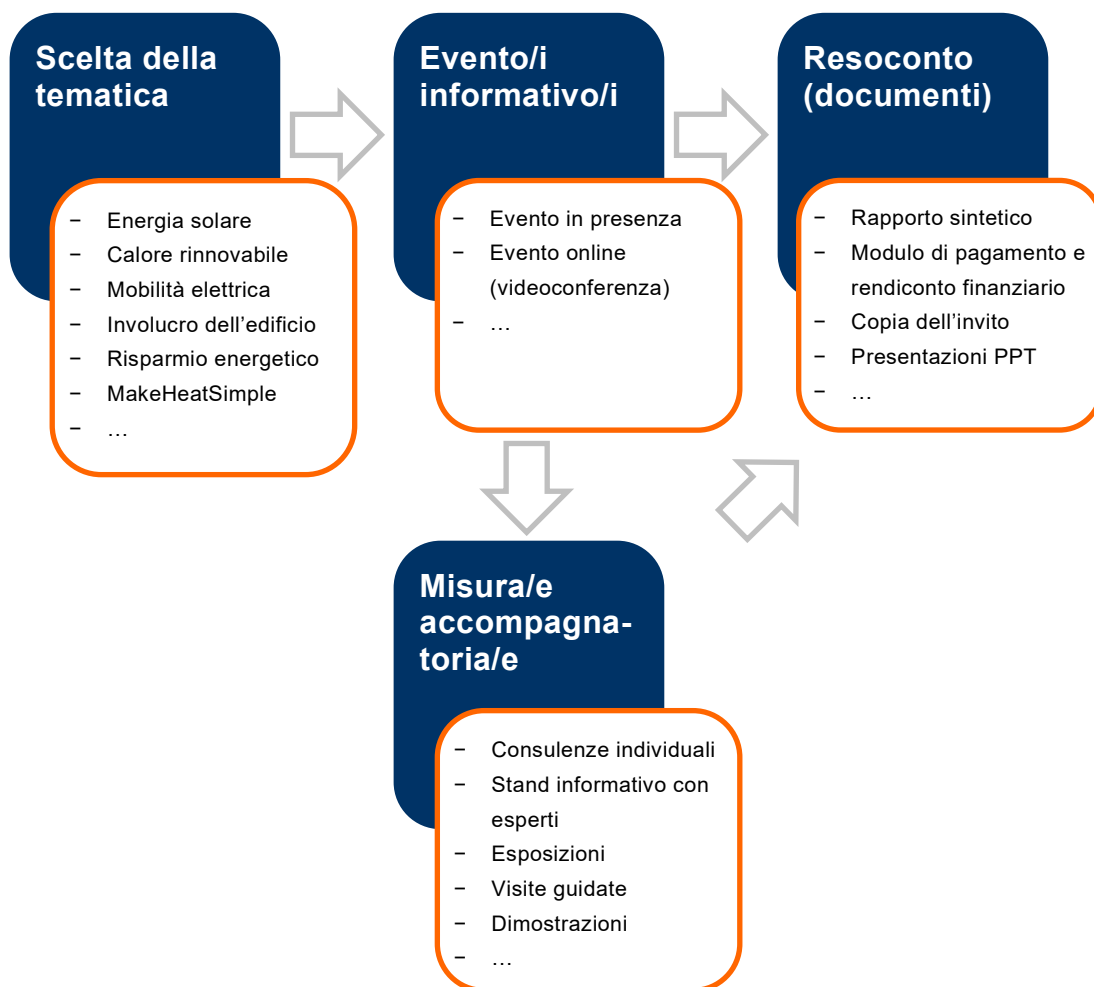 Scelta della
tematica
− Energia solare
− Calore rinnovabile
− Mobilità elettrica
− Involucro dell’edificio
− Risparmio energetico
− MakeHeatSimple
− …
Evento/i
informativo/i
− Evento in presenza
− Evento online
(videoconferenza)
− …
Resoconto
(documenti)
− Rapporto sintetico
− Modulo di pagamento e
rendiconto finanziario
− Copia dell’invito
− Presentazioni PPT
− …
Misura/e
accompagna-
toria/e
− Consulenze individuali
− Stand informativo con
esperti
− Esposizioni
− Visite guidate
− Dimostrazioni
− …